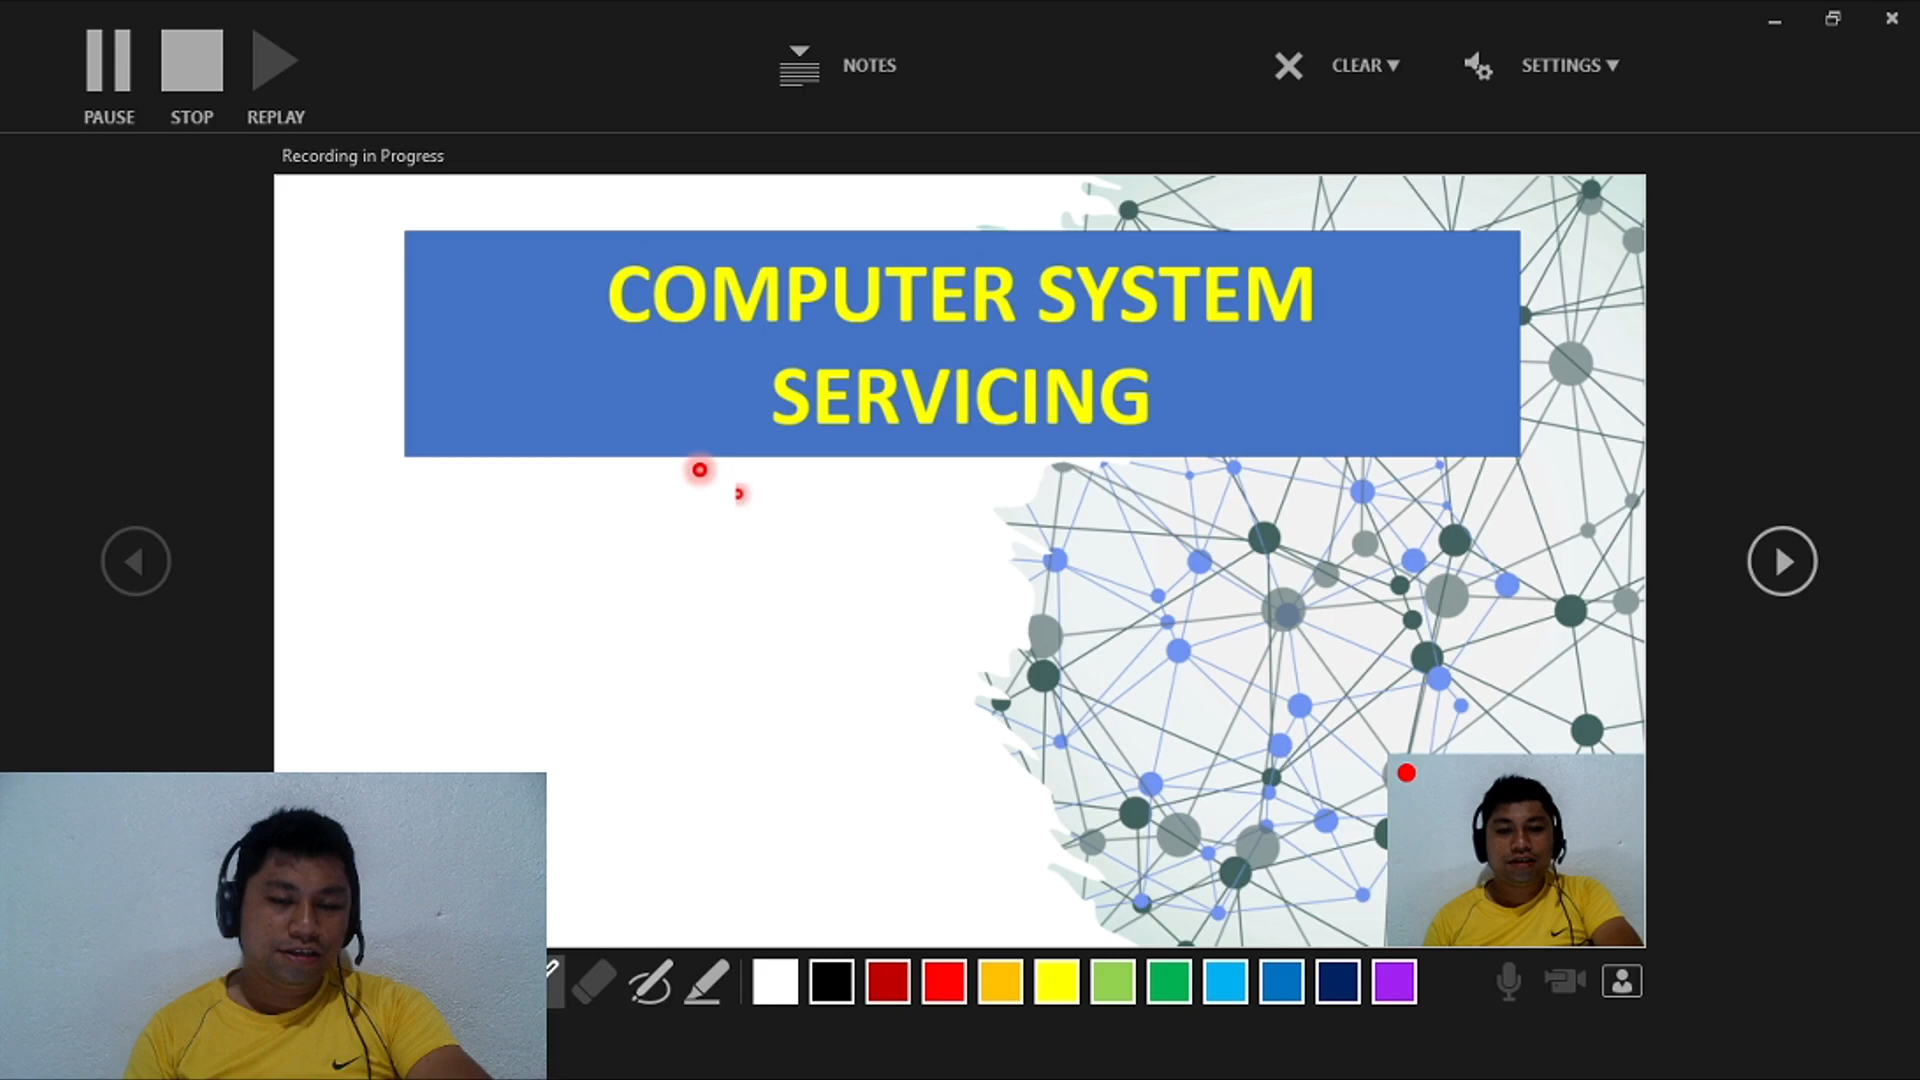 PAUSE
STOP
REPLAY
NOTES
CLEAR
SETTINGS
Recording in Progress
COMPUTER SYSTEM
SERVICING